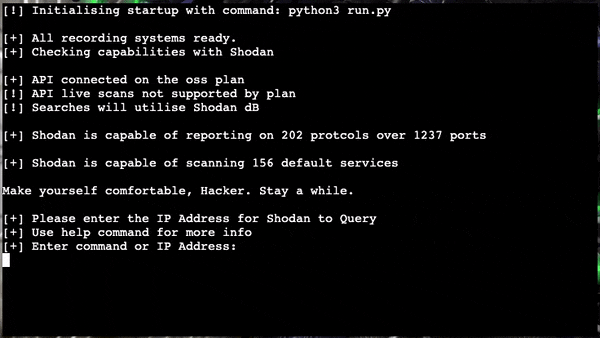 [!] Initialising startup with command: python3 run.py
[+] All recording systems ready.
[+] Checking capabilities with Shodan
[+] API connected on the oss plan
[!] API live scans not supported by plan
[!] Searches will utilise Shodan dB
[+] Shodan is capable of reporting on 202 protcols over 1237 ports
[+] Shodan is capable of scanning 156 default services
Make yourself comfortable, Hacker. Stay a while.
[+] Please enter the IP Address for Shodan to Query
[+] Use help command for more info
[+] Enter command or IP Address: